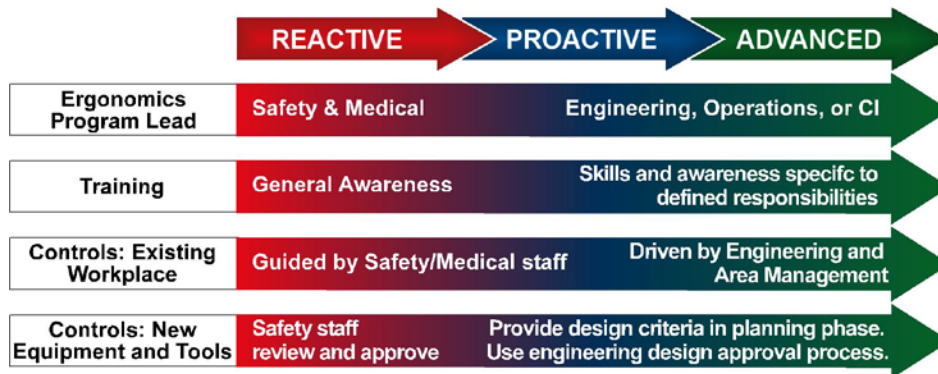 REACTIVE PROACTIVE ADVANCED
Ergonomics
Program Lead
Safety & Medical
Engineering, Operations, or CI
Training
General Awareness
Skills and awareness specifc to
defined responsibilities
Controls: Existing
Workplace
Guided by Safety/Medical staff
Driven by Engineering and
Area Management
Controls: New
Equipment and Tools
Safety staff
review and approve
Provide design criteria in planning phase.
Use engineering design approval process.